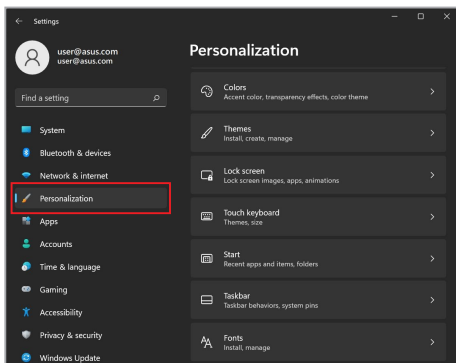 Settings
user@asus.com
user@asus.com
Find a setting
System
Bluetooth & devices
Network & internet
Personalization
Apps
Accounts
Time & language
Gaming
Accessibility
Privacy & security
Windows Update
Personalization
Colors
Accent color, transparency effects, color theme
Themes
Install, create, manage
Lock screen
Lock screen images, apps, animations
Touch keyboard
Themes, size
Start
Recent apps and items, folders
Taskbar
Taskbar behaviors, system pins
Fonts
Install, manage